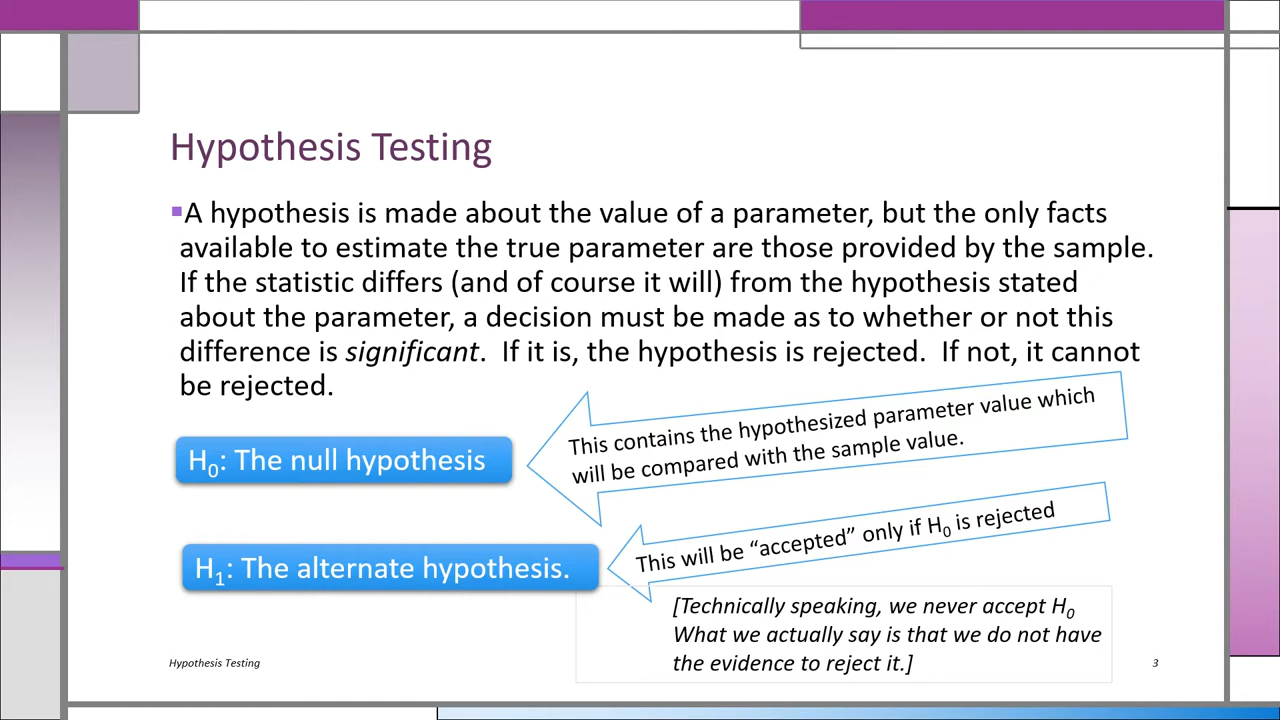 Hypothesis Testing
▪A hypothesis is made about the value of a parameter, but the only facts
available to estimate the true parameter are those provided by the sample.
If the statistic differs (and of course it will) from the hypothesis stated
about the parameter, a decision must be made as to whether or not this
difference is significant. If it is, the hypothesis is rejected. If not, it cannot
be rejected.
This contains the hypothesized parameter value which
will be compared with the sample value.
H₀: The null hypothesis
This will be “accepted” only if H₀ is rejected
H₁: The alternate hypothesis.
[Technically speaking, we never accept H₀
What we actually say is that we do not have
the evidence to reject it.]
Hypothesis Testing
3